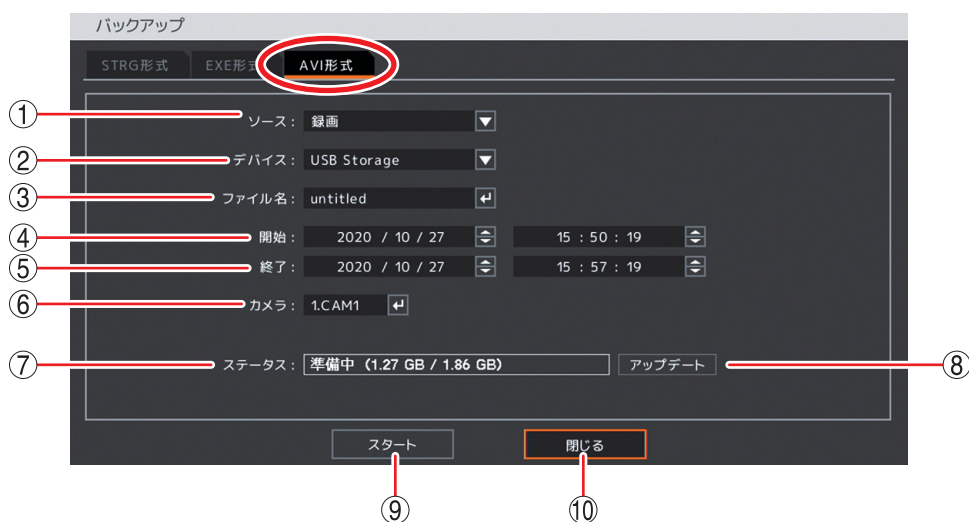 バックアップ
STRG形式 EXE形 AVI形式
① ソース : 録画
② デバイス : USB Storage
③ ファイル名 : untitled
④ 開始 : 2020 / 10 / 27 15 : 50 : 19
⑤ 終了 : 2020 / 10 / 27 15 : 57 : 19
⑥ カメラ : 1.CAM1
⑦ ステータス : 準備中 (1.27 GB / 1.86 GB) アップデート ⑧
スタート 閉じる
⑨ ⑩